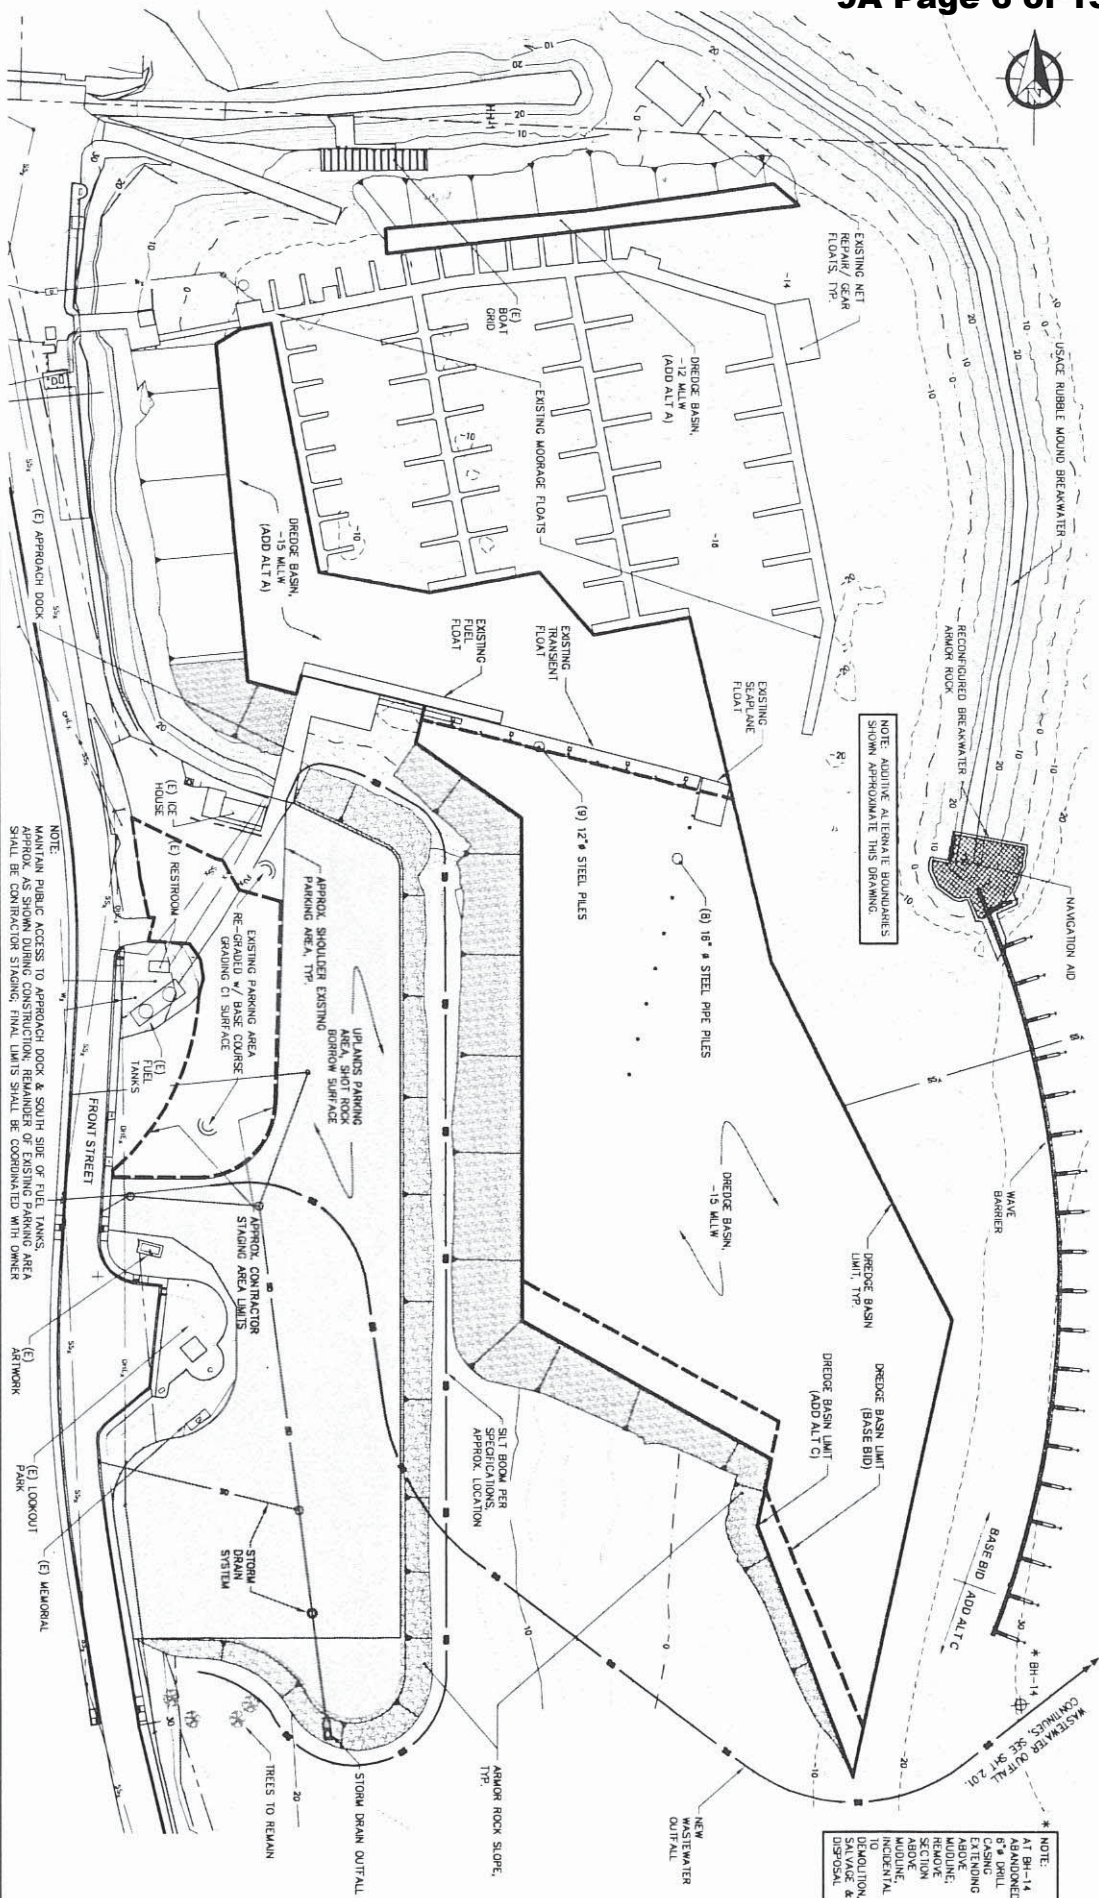 9A Page 6 of 13
N
EXISTING NET
REPAIR/ GEAR
FLOATS, TYP.
USACE RUBBLE MOUND BREAKWATER
RECONFIGURED BREAKWATER
ARMOR ROCK
NAVIGATION AID
NOTE: ADDITIVE ALTERNATE BOUNDARIES
SHOWN APPROXIMATE THIS DRAWING.
DREDGE BASIN,
-12 MLLW
(ADD ALT A)
(E)
BOAT
GRID
EXISTING MOORAGE FLOATS
DREDGE BASIN,
-15 MLLW
(ADD ALT A)
EXISTING
FUEL
FLOAT
EXISTING
TRANSIENT
FLOAT
EXISTING
SEAPLANE
FLOAT
(9) 12"ø STEEL PILES
(8) 16" ø STEEL PIPE PILES
WAVE
BARRIER
DREDGE BASIN,
-15 MLLW
DREDGE BASIN
LIMIT, TYP.
DREDGE BASIN LIMIT
(BASE BID)
DREDGE BASIN LIMIT
(ADD ALT C)
BASE BID
ADD ALT C
* BH-14
WASTEWATER OUTFALL
CONTINUES, SEE SHT 2.01.
* NOTE:
AT BH-14
ABANDONED
6"ø DRILL
CASING
EXTENDING
ABOVE
MUDLINE;
REMOVE
SECTION
ABOVE
MUDLINE,
INCIDENTAL
TO
DEMOLITION,
SALVAGE &
DISPOSAL
(E) APPROACH DOCK
(E) ICE
HOUSE
(E) RESTROOM
(E)
FUEL
TANKS
APPROX. SHOULDER EXISTING
PARKING AREA, TYP.
EXISTING PARKING AREA
RE-GRADED w/ BASE COURSE
GRADING C1 SURFACE
UPLANDS PARKING
AREA, SHOT ROCK
BORROW SURFACE
APPROX. CONTRACTOR
STAGING AREA LIMITS
SILT BOOM PER
SPECIFICATIONS,
APPROX. LOCATION
STORM
DRAIN
SYSTEM
FRONT STREET
NEW
WASTEWATER
OUTFALL
ARMOR ROCK SLOPE,
TYP.
STORM DRAIN OUTFALL
TREES TO REMAIN
(E)
ARTWORK
(E) LOOKOUT
PARK
(E) MEMORIAL
NOTE:
MAINTAIN PUBLIC ACCESS TO APPROACH DOCK & SOUTH SIDE OF FUEL TANKS,
APPROX. AS SHOWN DURING CONSTRUCTION; REMAINDER OF EXISTING PARKING AREA
SHALL BE CONTRACTOR STAGING; FINAL LIMITS SHALL BE COORDINATED WITH OWNER